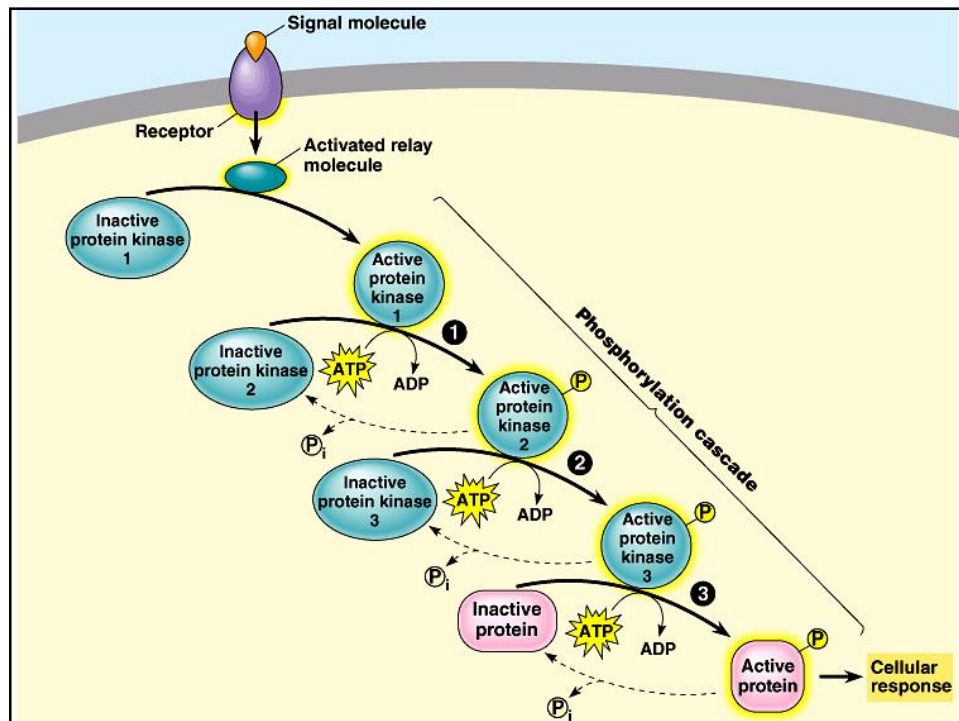 Signal molecule
Receptor
Activated relay
molecule
Inactive
protein kinase
1
Active
protein
kinase
1
1
Inactive
protein kinase
2
ATP
ADP
P
Active
protein
kinase
2
Pi
2
Inactive
protein kinase
3
ATP
ADP
P
Active
protein
kinase
3
Pi
3
Inactive
protein
ATP
ADP
P
Active
protein
Pi
Cellular
response
Phosphorylation cascade